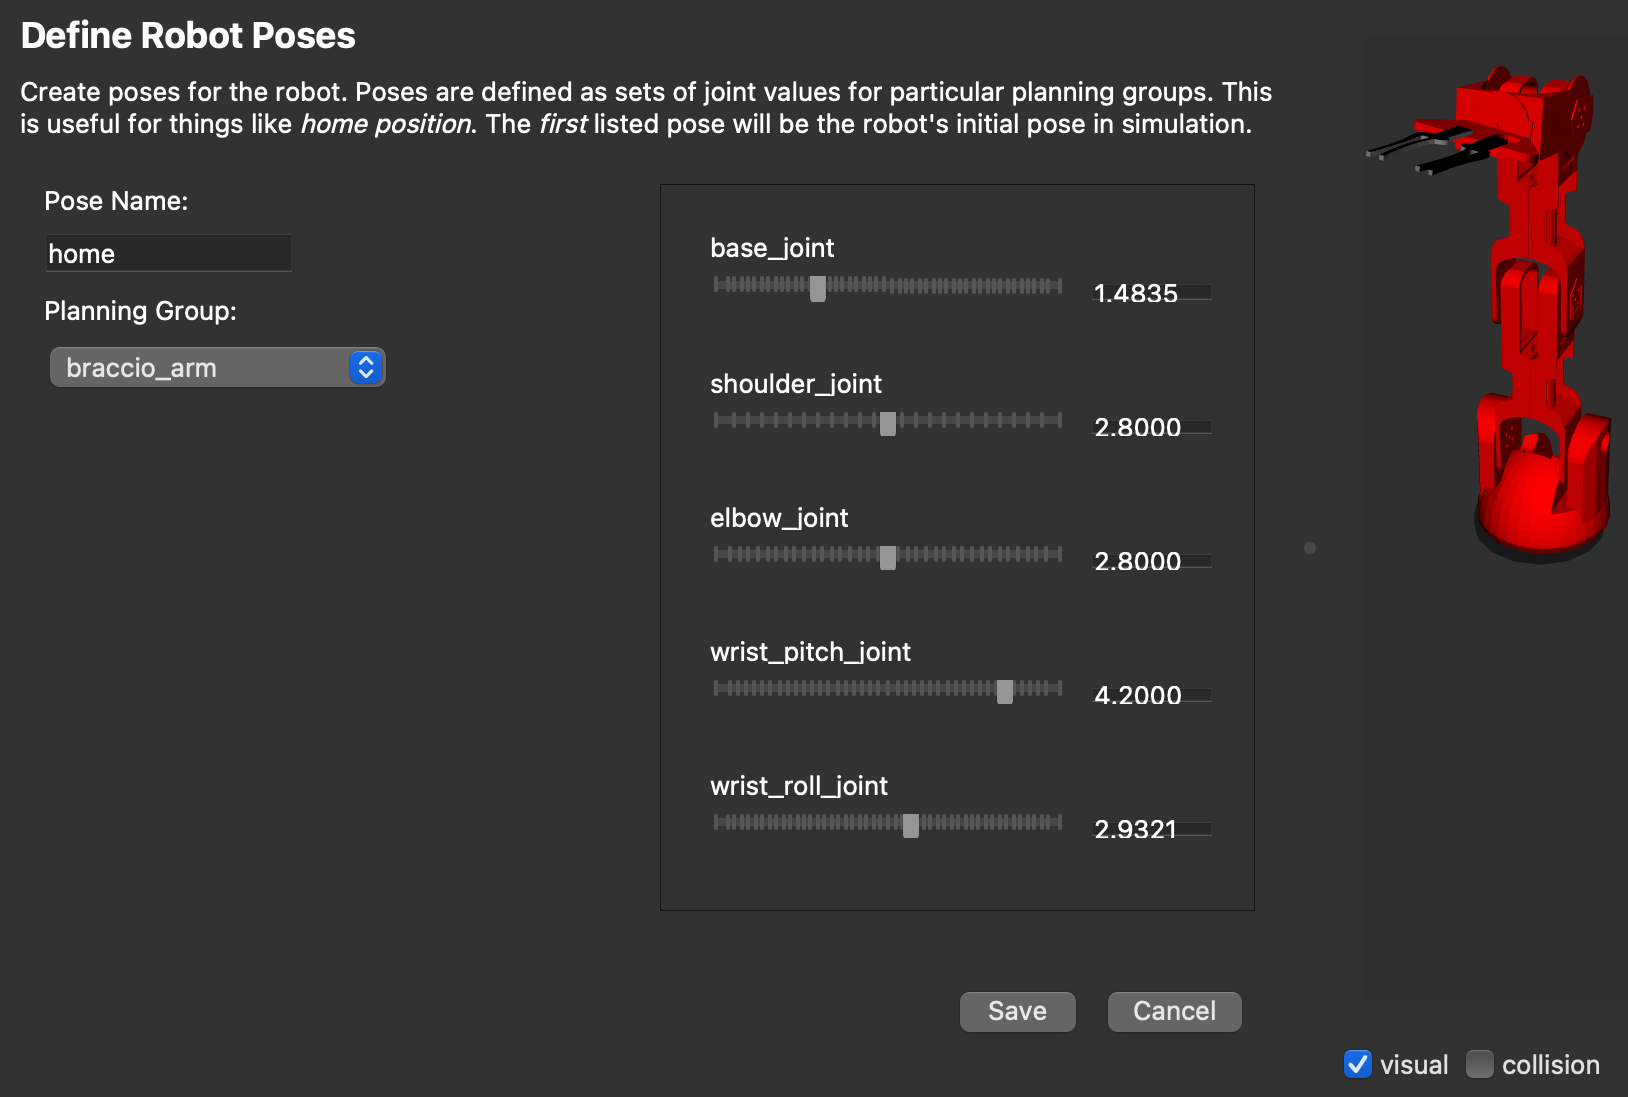 Define Robot Poses
Create poses for the robot. Poses are defined as sets of joint values for particular planning groups. This
is useful for things like home position. The first listed pose will be the robot's initial pose in simulation.
Pose Name:
home
Planning Group:
braccio_arm
base_joint
1.4835
shoulder_joint
2.8000
elbow_joint
2.8000
wrist_pitch_joint
4.2000
wrist_roll_joint
2.9321
Save Cancel
visual collision